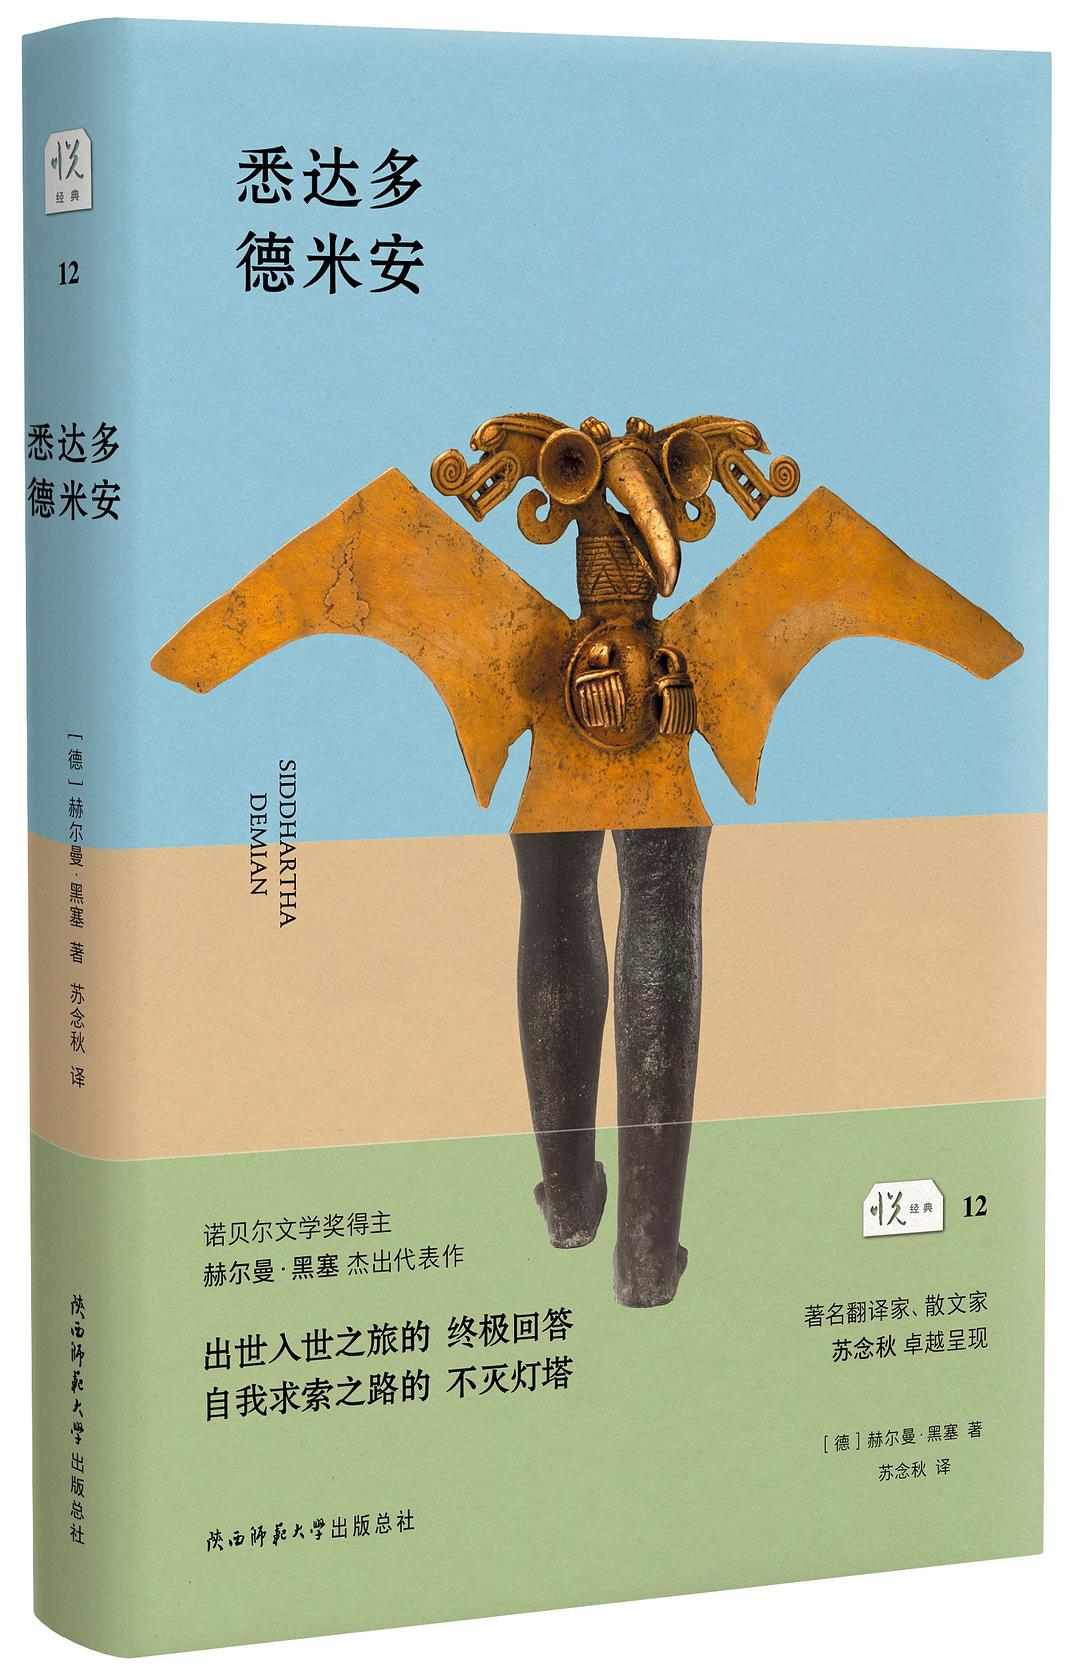 悦
经典
12
悉达多
德米安
[德]赫尔曼·黑塞 著 苏念秋 译
陕西师范大学出版总社
悉达多
德米安
SIDDHARTHA
DEMIAN
诺贝尔文学奖得主
赫尔曼·黑塞 杰出代表作
出世入世之旅的 终极回答
自我求索之路的 不灭灯塔
悦 经典 12
著名翻译家、散文家
苏念秋 卓越呈现
[德]赫尔曼·黑塞 著
苏念秋 译
陕西师范大学出版总社